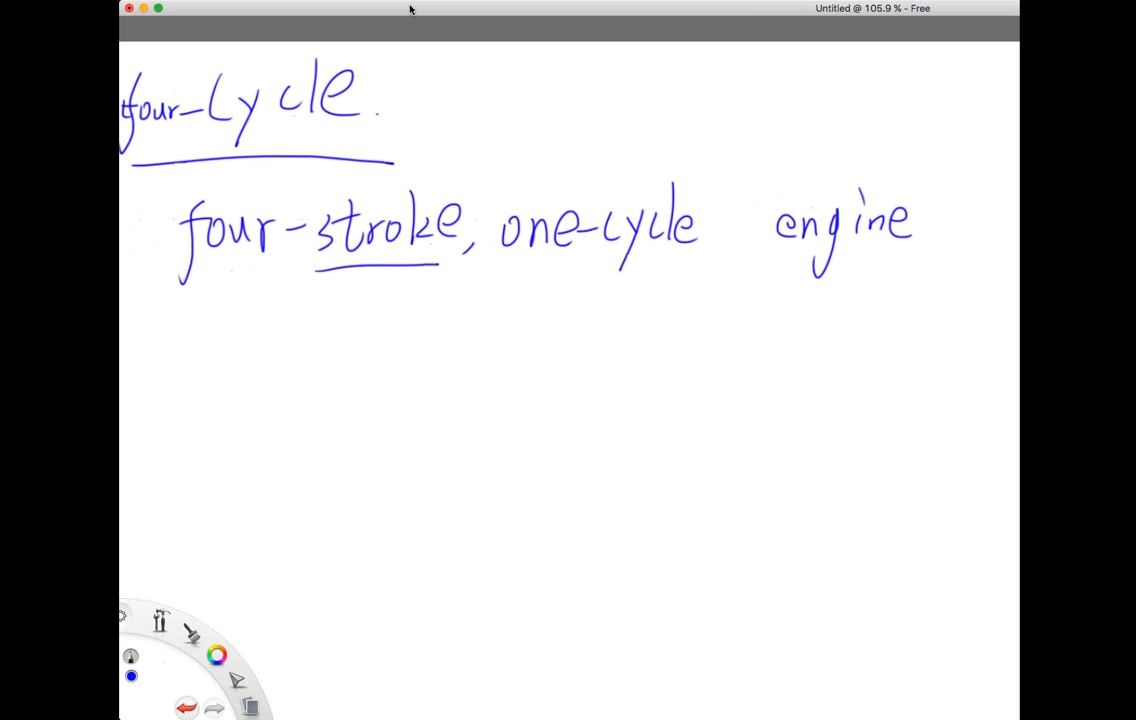 Untitled @ 105.9 % - Free
four-Cycle.
four-stroke, one-cycle engine